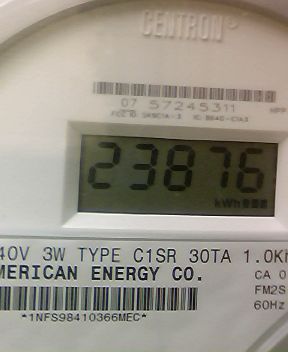 CENTRON
07 57245311
23876
kWh
40V 3W TYPE C1SR 30TA 1.0Kh
MERICAN ENERGY CO.
CA 0
FM2S
60Hz
*1NFS98410366MEC*